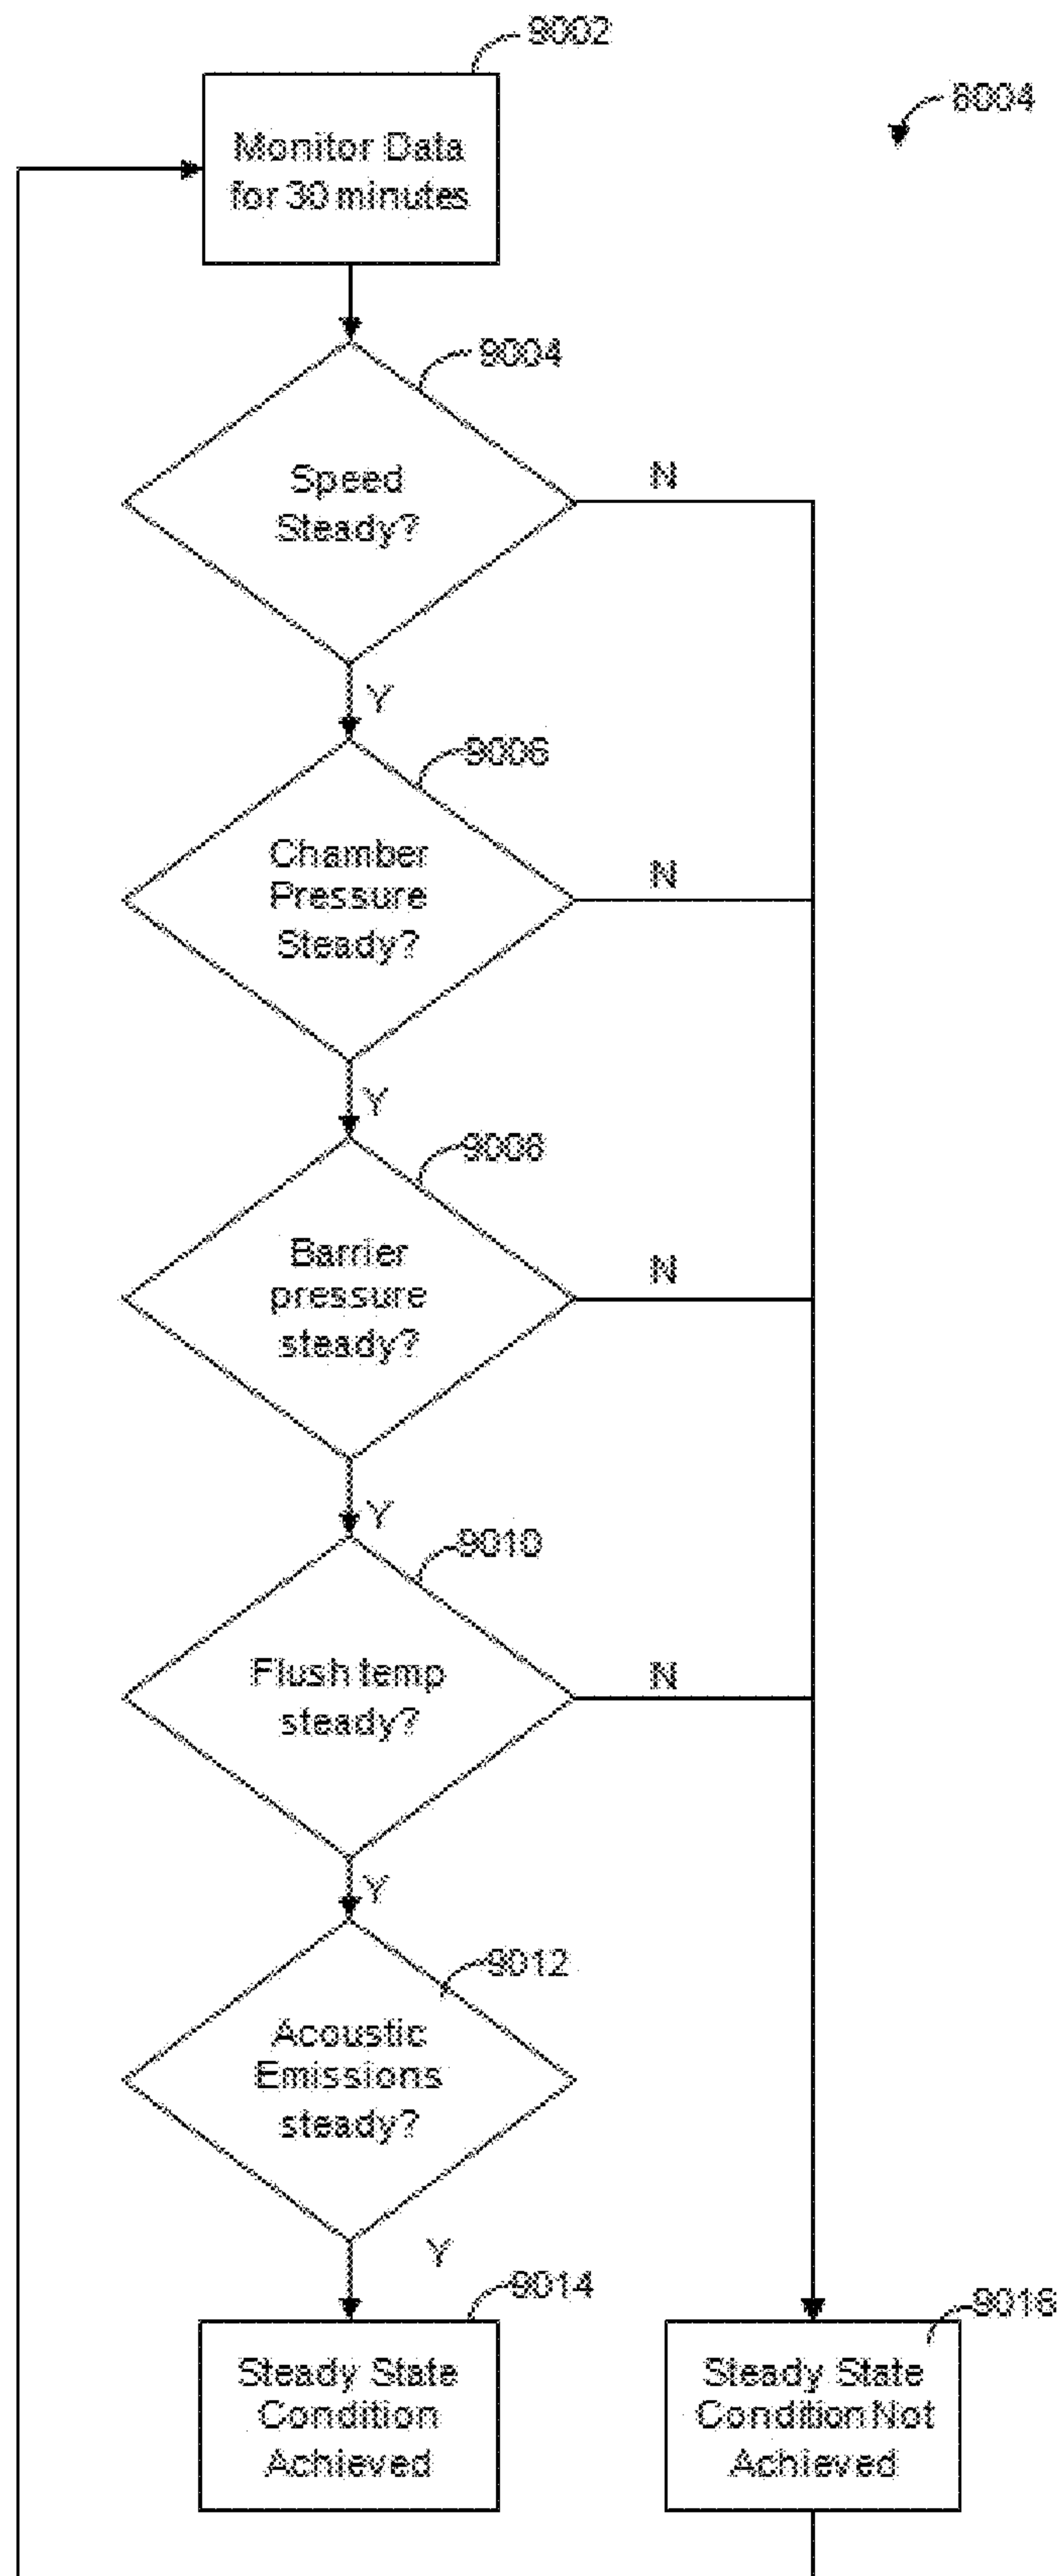 9002
8004
Monitor Data
for 30 minutes
9004
Speed
Steady?
N
Y
9006
Chamber
Pressure
Steady?
N
Y
9008
Barrier
pressure
steady?
N
Y
9010
Flush temp
steady?
N
Y
9012
Acoustic
Emissions
steady?
Y
9014
9016
Steady State
Condition
Achieved
Steady State
Condition Not
Achieved